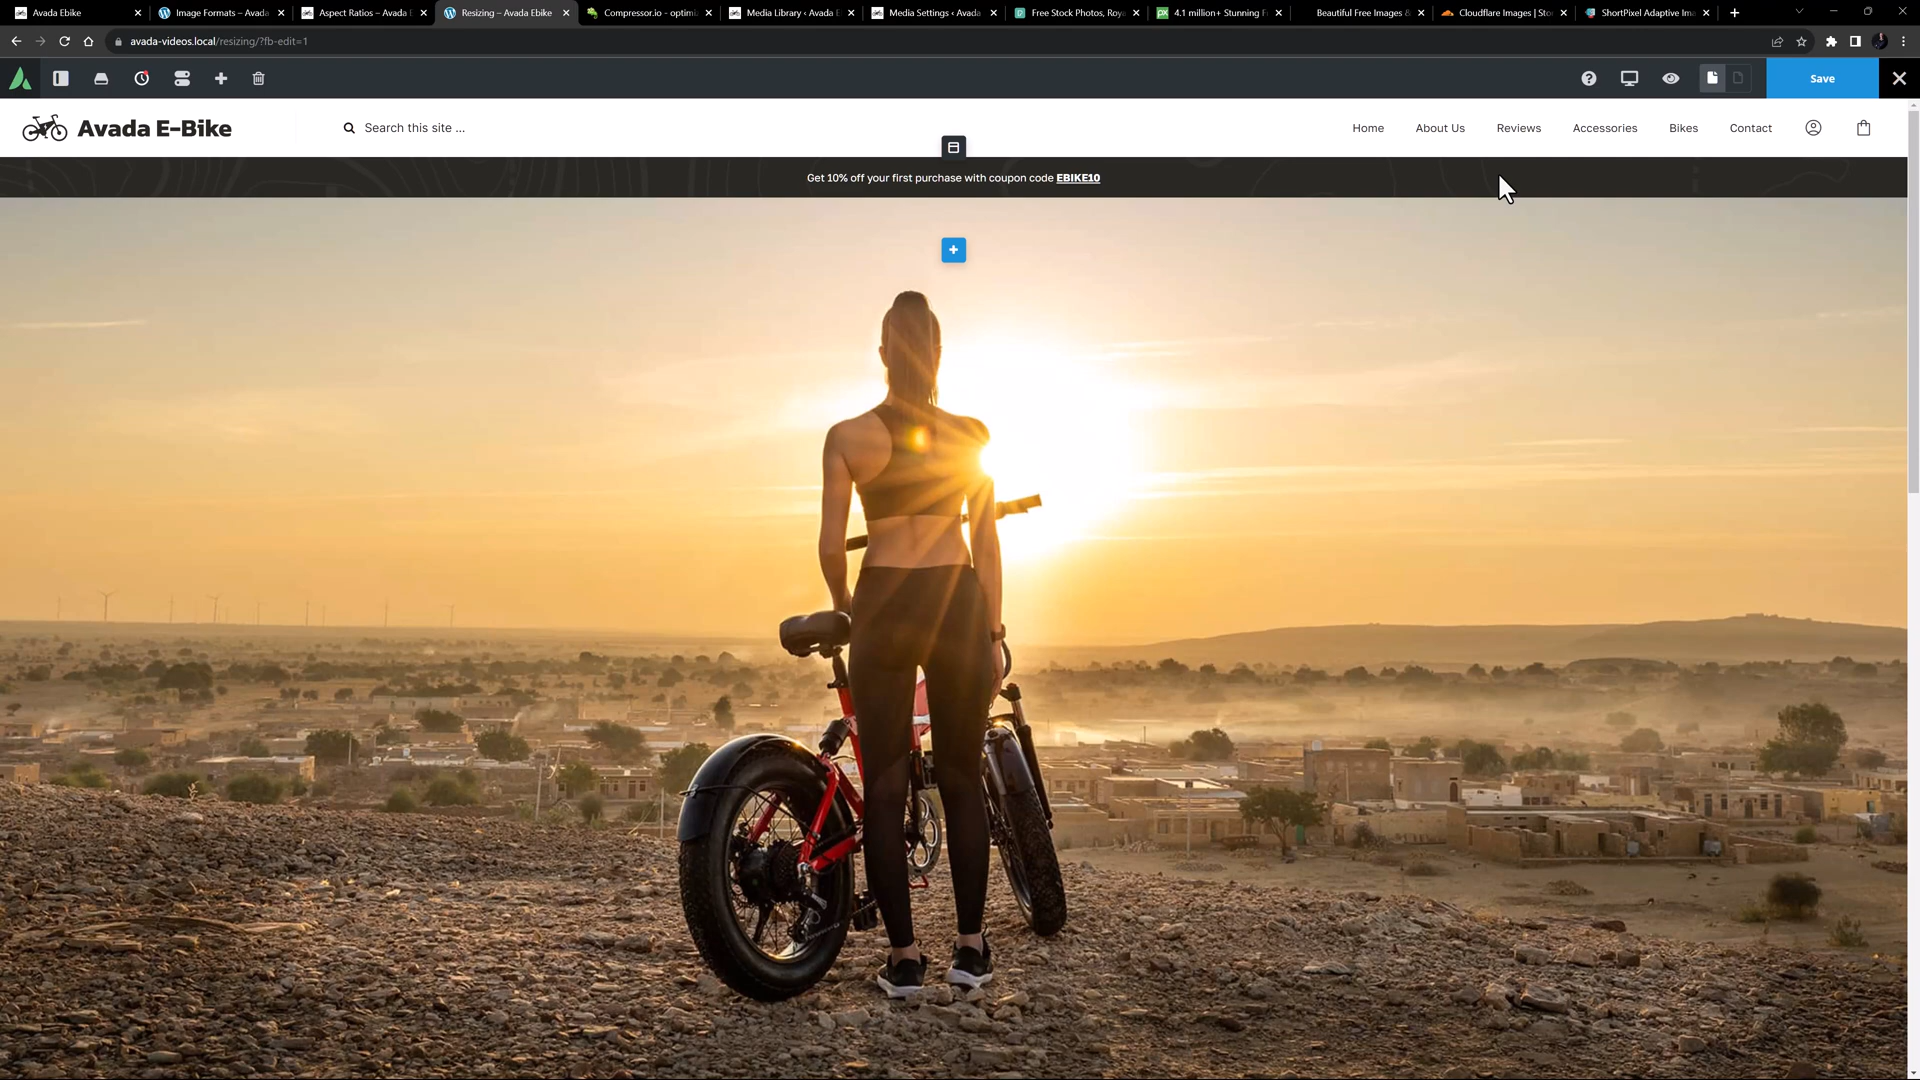 Avada Ebike
Image Formats – Avada
Aspect Ratios – Avada E
Resizing – Avada Ebike
Compressor.io - optimi
Media Library ‹ Avada E
Media Settings ‹ Avada
Free Stock Photos, Roy
4.1 million+ Stunning F
Beautiful Free Images &
Cloudflare Images | Sto
ShortPixel Adaptive Ima
avada-videos.local/resizing/?fb-edit=1
Save
Avada E-Bike
Search this site ...
Home
About Us
Reviews
Accessories
Bikes
Contact
Get 10% off your first purchase with coupon code EBIKE10